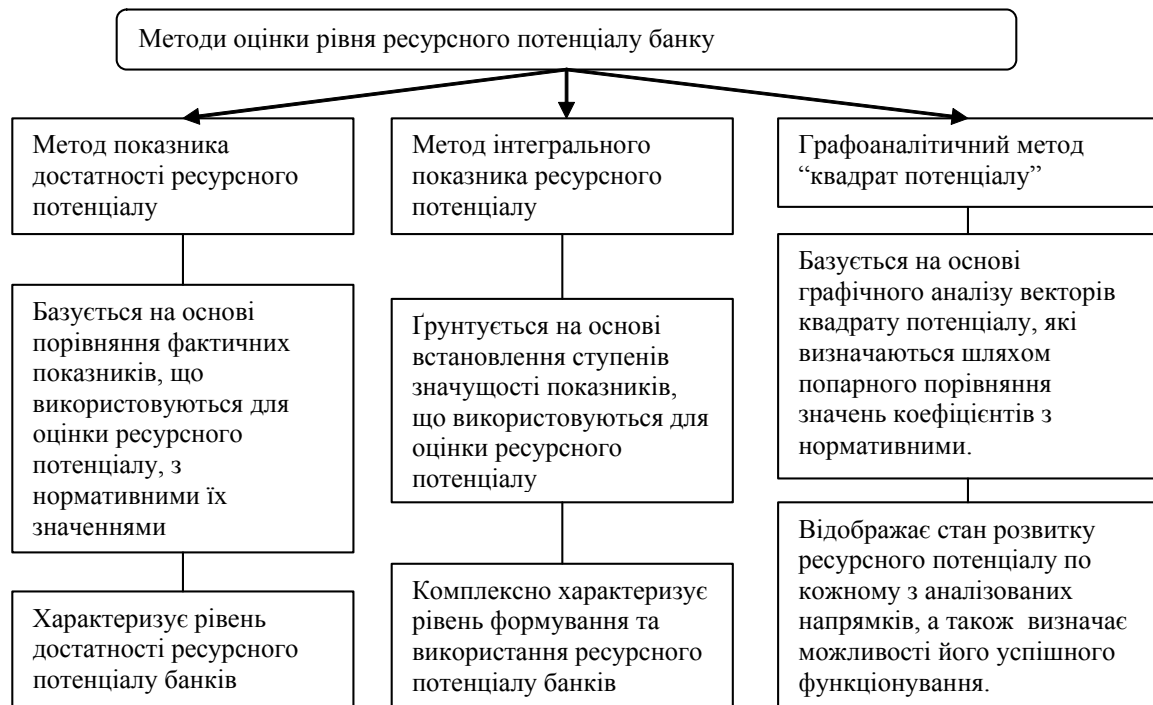 Методи оцінки рівня ресурсного потенціалу банку
Метод показника
достатності ресурсного
потенціалу
Базується на основі
порівняння фактичних
показників, що
використовуються для
оцінки ресурсного
потенціалу, з
нормативними їх
значеннями
Характеризує рівень
достатності ресурсного
потенціалу банків
Метод інтегрального
показника ресурсного
потенціалу
Ґрунтується на основі
встановлення ступенів
значущості показників,
що використовуються для
оцінки ресурсного
потенціалу
Комплексно характеризує
рівень формування та
використання ресурсного
потенціалу банків
Графоаналітичний метод
“квадрат потенціалу”
Базується на основі
графічного аналізу векторів
квадрату потенціалу, які
визначаються шляхом
попарного порівняння
значень коефіцієнтів з
нормативними.
Відображає стан розвитку
ресурсного потенціалу по
кожному з аналізованих
напрямків, а також визначає
можливості його успішного
функціонування.